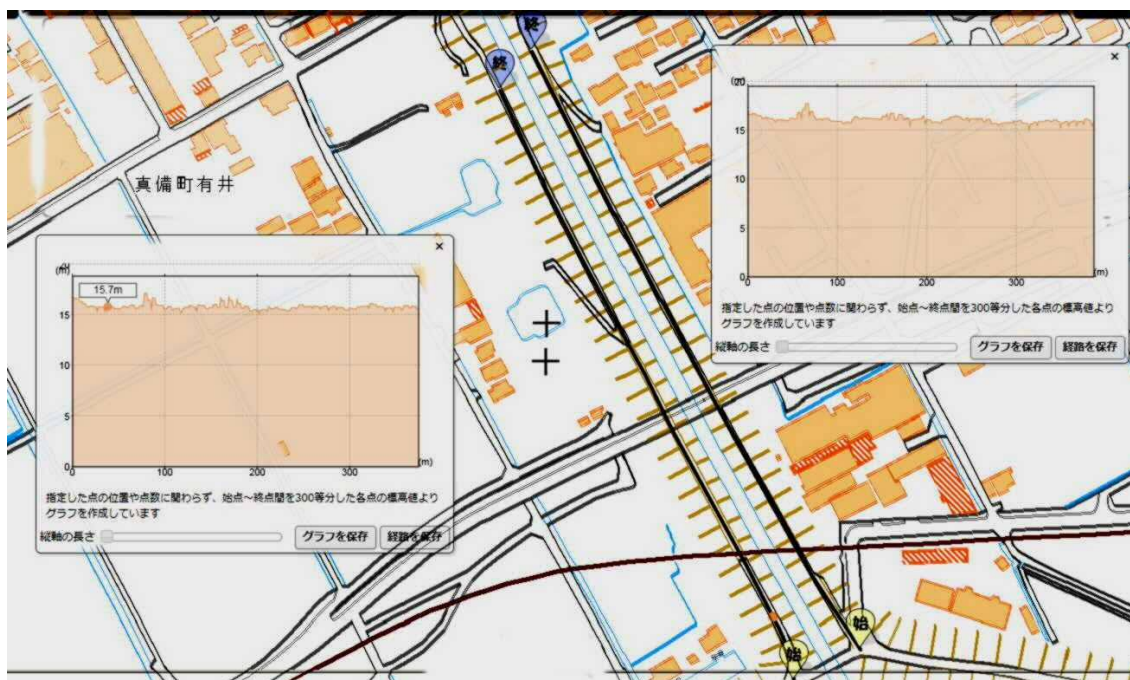 終
終
×
(m)
20
15
10
5
0
0
100
200
300
(m)
指定した点の位置や点数に関わらず、始点～終点間を300等分した各点の標高値より
グラフを作成しています
縦軸の長さ
グラフを保存
経路を保存
真備町有井
×
(m)
15.7m
15
10
5
0
0
100
200
300
(m)
指定した点の位置や点数に関わらず、始点～終点間を300等分した各点の標高値より
グラフを作成しています
縦軸の長さ
グラフを保存
経路を保存
始
始